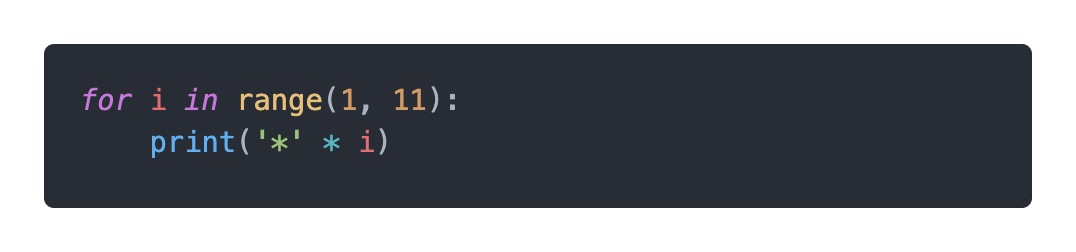 for i in range(1, 11):
    print('*' * i)